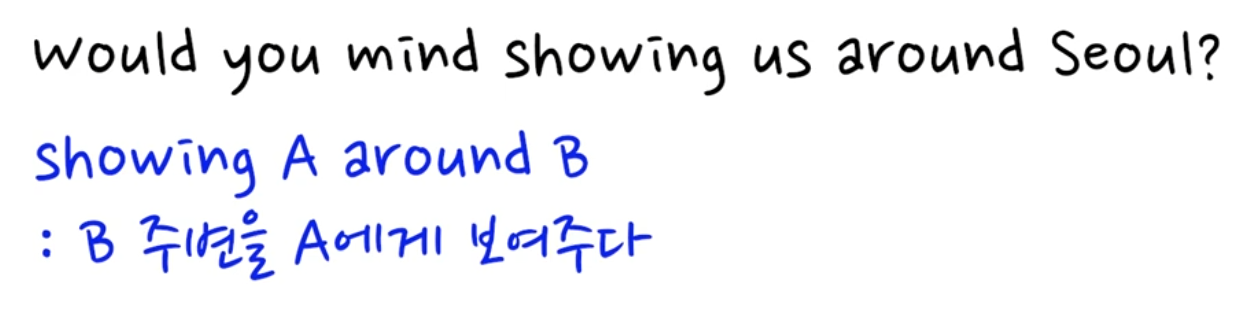 Would you mind showing us around Seoul?
showing A around B
: B 주변을 A에게 보여주다